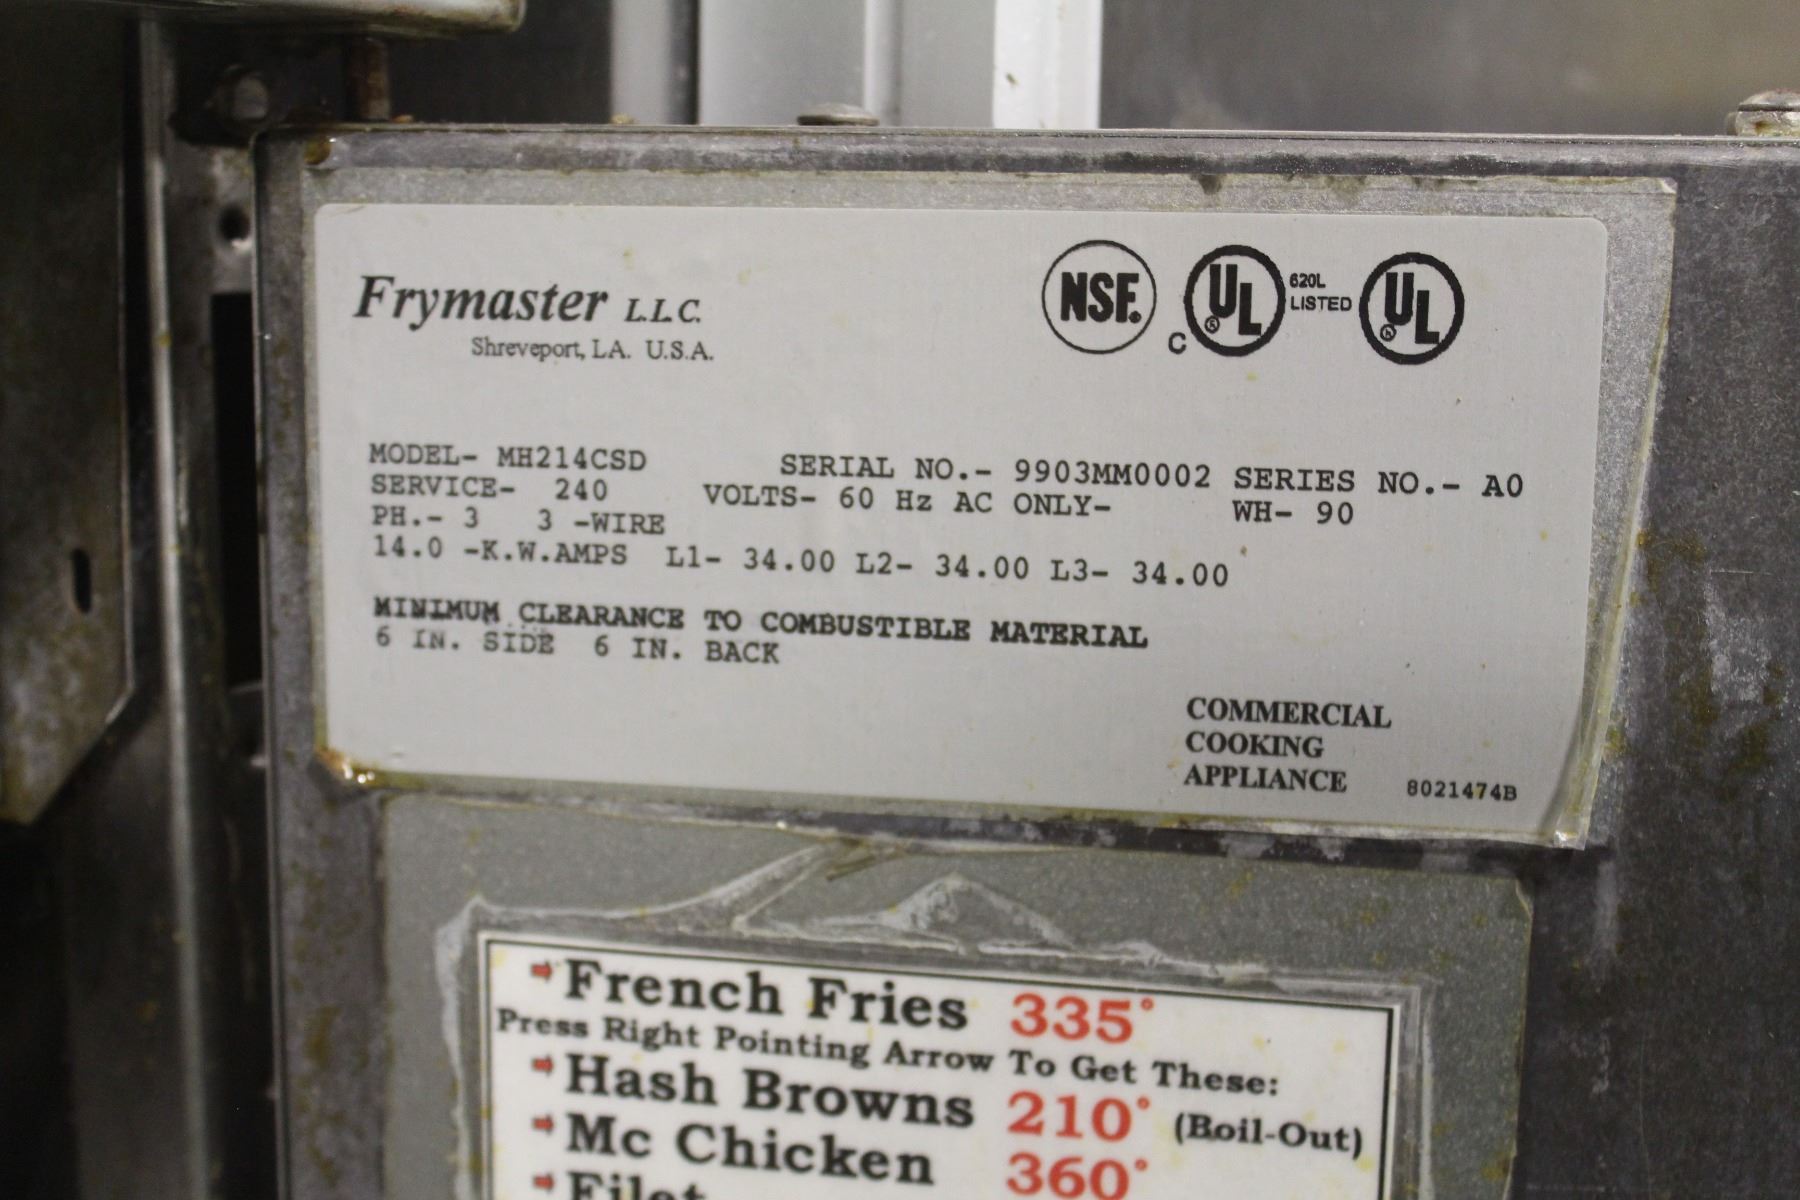 Frymaster L.L.C.
Shreveport, LA. U.S.A.
NSF®
C UL® 620L LISTED UL®
MODEL- MH214CSD SERIAL NO.- 9903MM0002 SERIES NO.- A0
SERVICE- 240 VOLTS- 60 Hz AC ONLY- WH- 90
PH.- 3 3 -WIRE
14.0 -K.W.AMPS L1- 34.00 L2- 34.00 L3- 34.00
MINIMUM CLEARANCE TO COMBUSTIBLE MATERIAL
6 IN. SIDE 6 IN. BACK
COMMERCIAL
COOKING
APPLIANCE 8021474B
French Fries 335°
Press Right Pointing Arrow To Get These:
Hash Browns 210° (Boil-Out)
Mc Chicken 360°
Filet